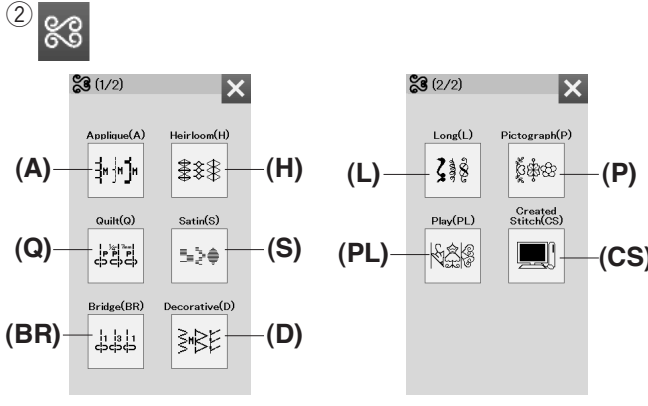 ②
(1/2)
Applique(A) Heirloom(H)
(A) (H)
Quilt(Q) Satin(S)
(Q) (S)
Bridge(BR) Decorative(D)
(BR) (D)
(2/2)
Long(L) Pictograph(P)
(L) (P)
Play(PL) Created
Stitch(CS)
(PL) (CS)